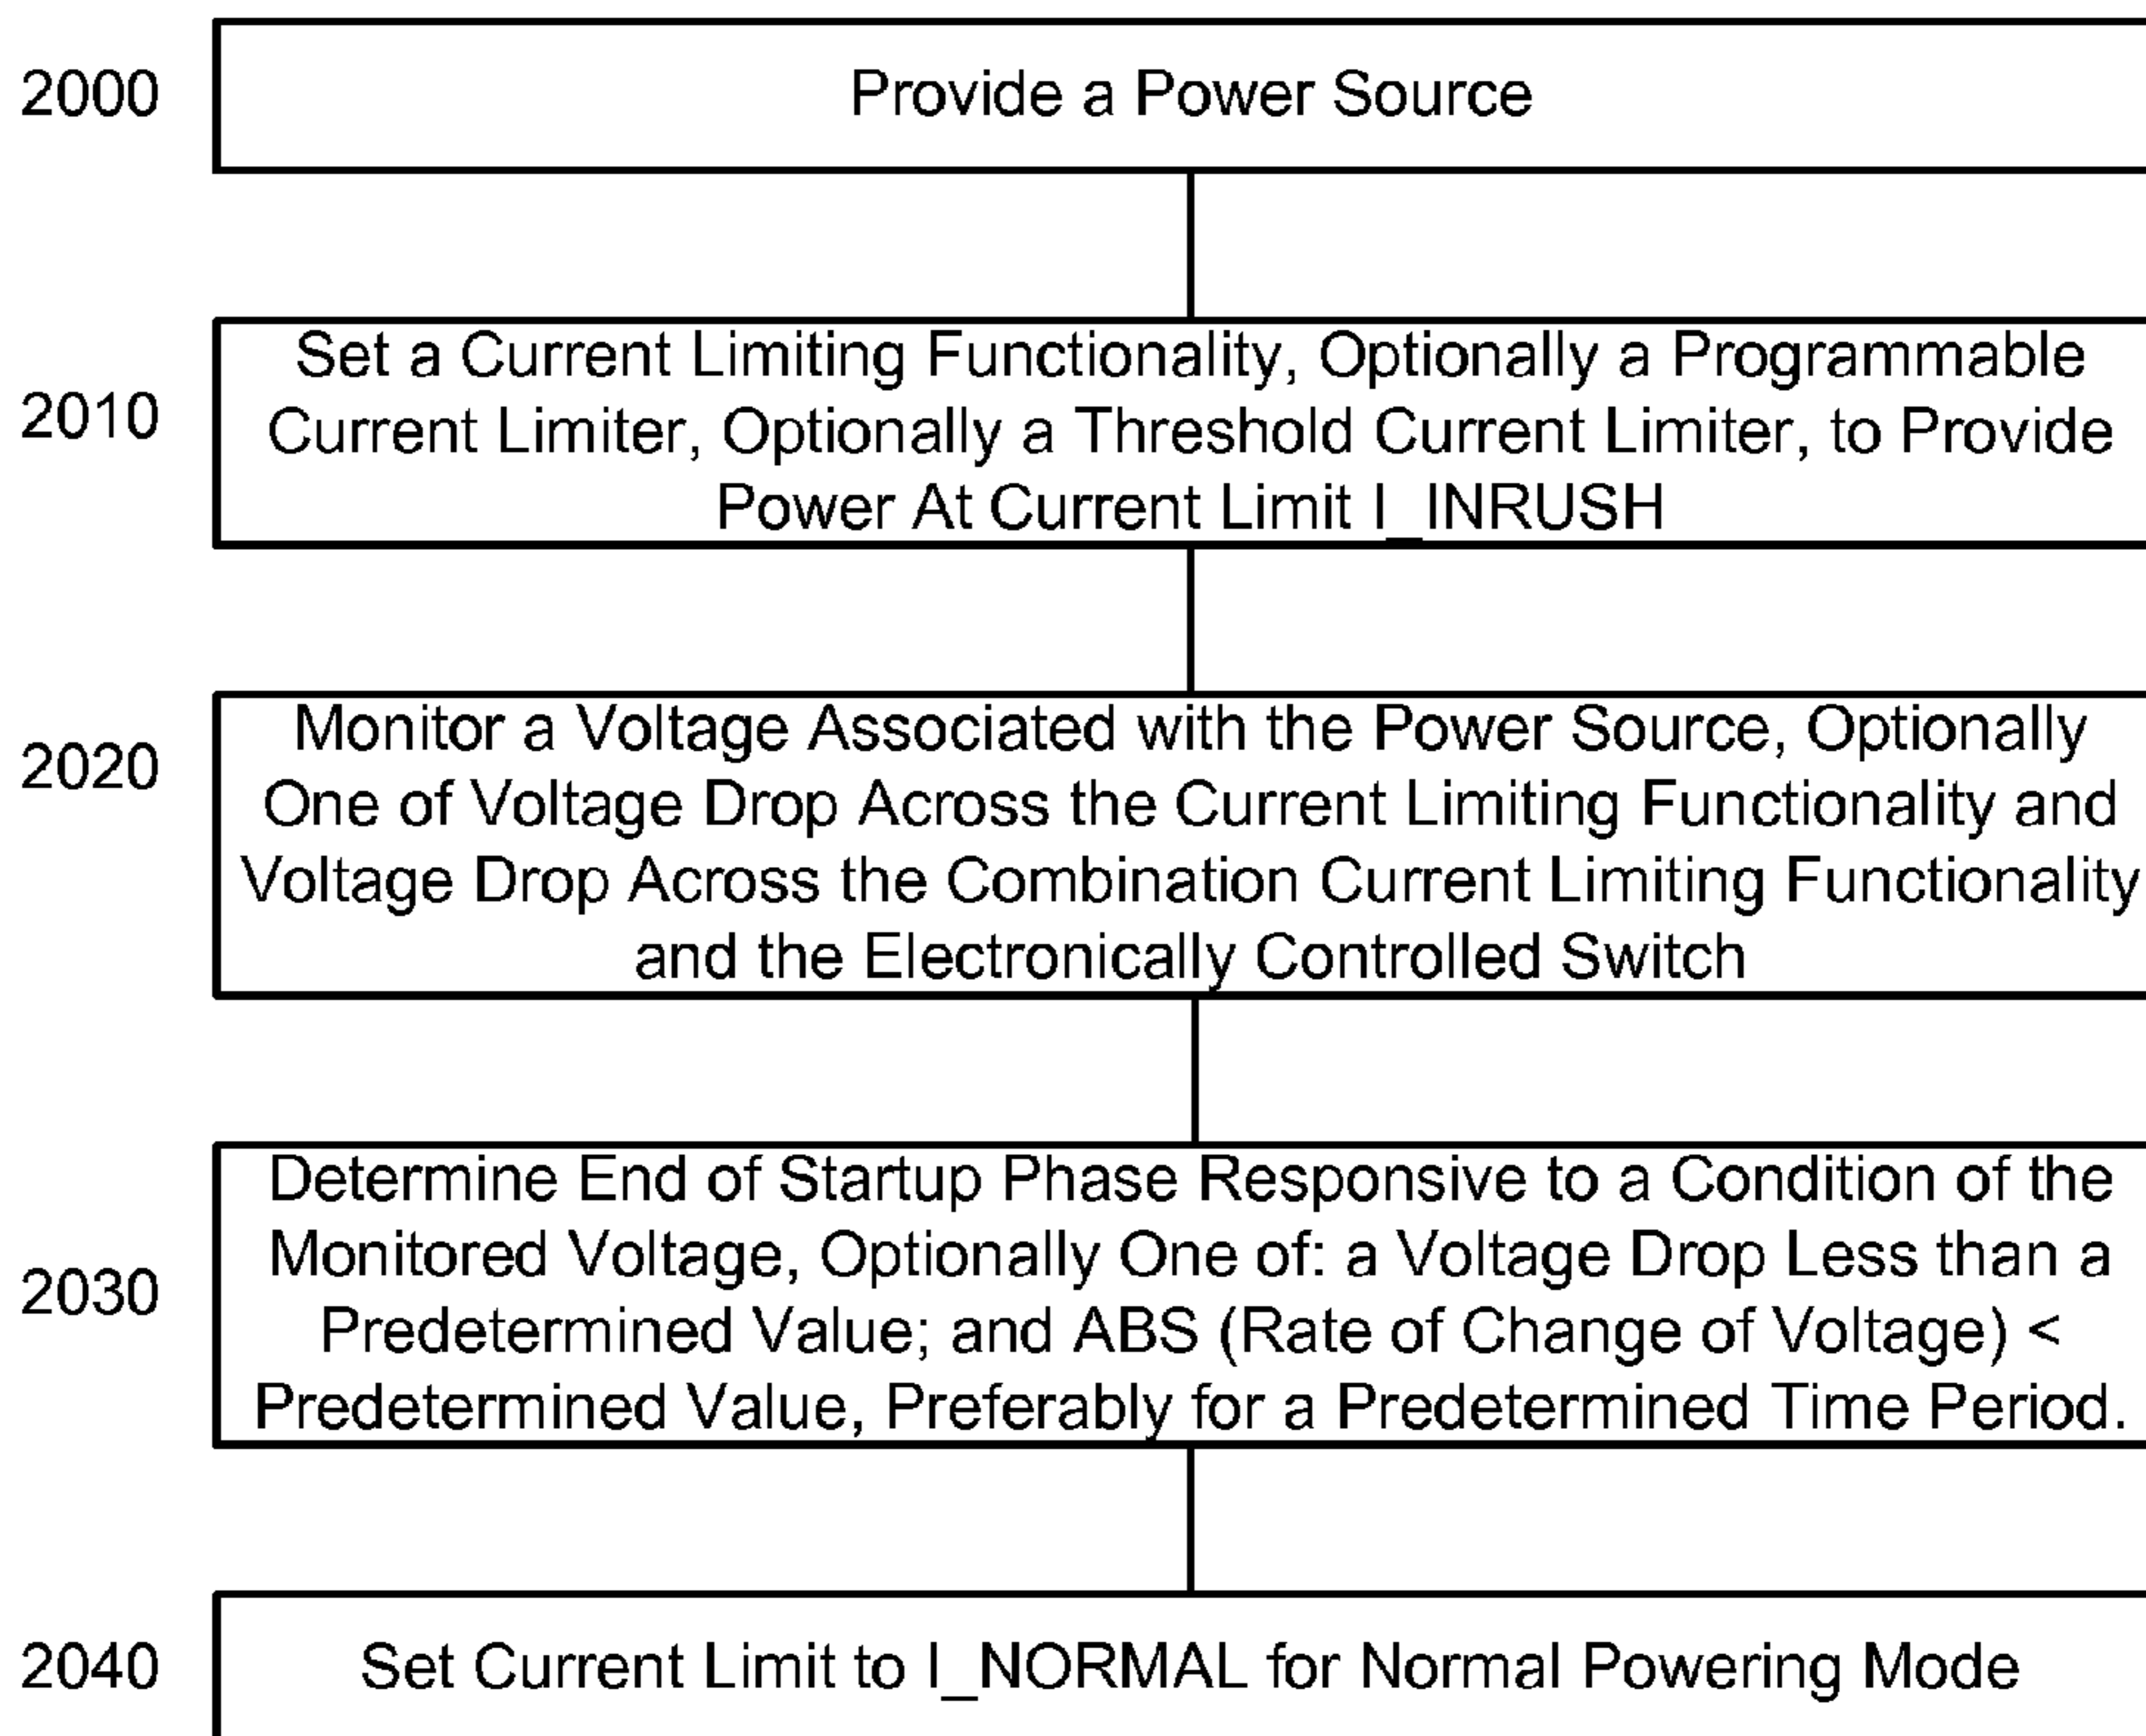 2000
Provide a Power Source
2010
Set a Current Limiting Functionality, Optionally a Programmable
Current Limiter, Optionally a Threshold Current Limiter, to Provide
Power At Current Limit I_INRUSH
2020
Monitor a Voltage Associated with the Power Source, Optionally
One of Voltage Drop Across the Current Limiting Functionality and
Voltage Drop Across the Combination Current Limiting Functionality
and the Electronically Controlled Switch
2030
Determine End of Startup Phase Responsive to a Condition of the
Monitored Voltage, Optionally One of: a Voltage Drop Less than a
Predetermined Value; and ABS (Rate of Change of Voltage) <
Predetermined Value, Preferably for a Predetermined Time Period.
2040
Set Current Limit to I_NORMAL for Normal Powering Mode